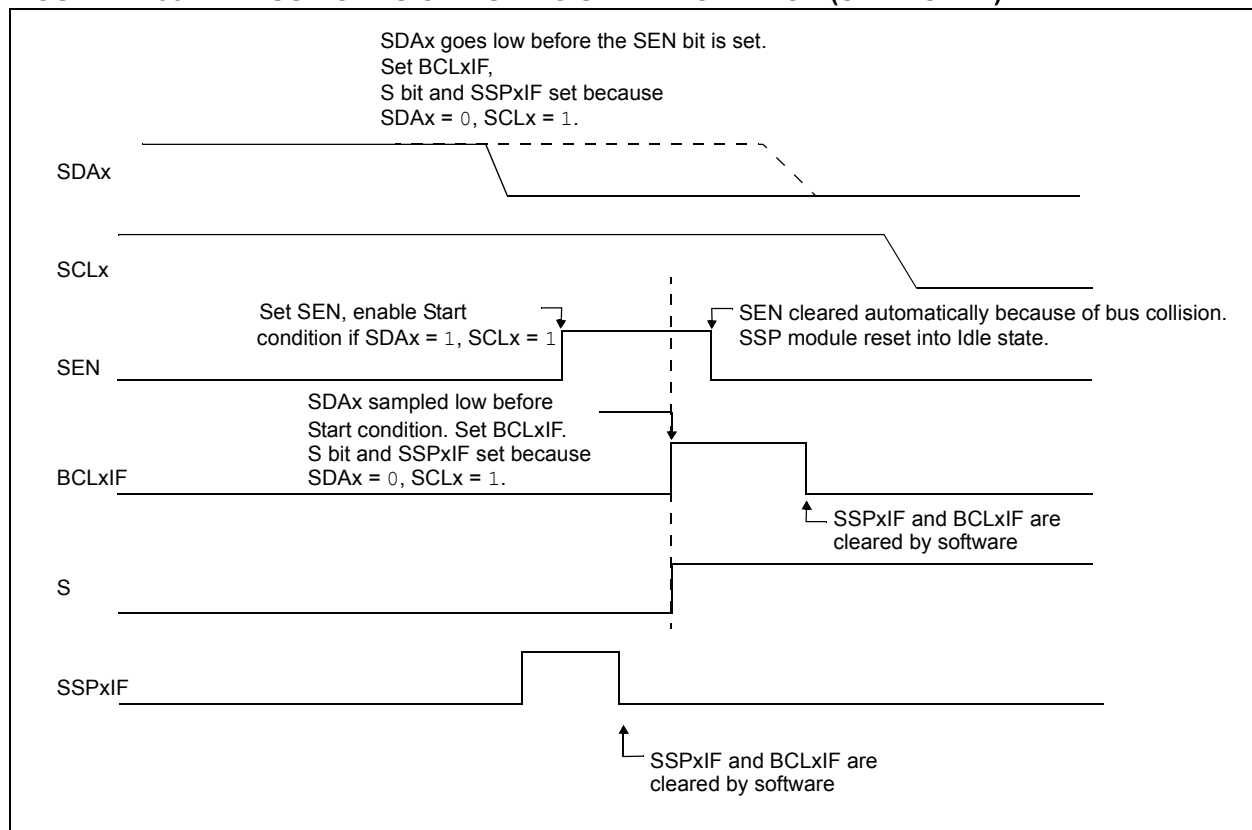 SDAx goes low before the SEN bit is set.
Set BCLxIF,
S bit and SSPxIF set because
SDAx = 0, SCLx = 1.
SDAx
SCLx
Set SEN, enable Start
condition if SDAx = 1, SCLx = 1
SEN cleared automatically because of bus collision.
SSP module reset into Idle state.
SEN
SDAx sampled low before
Start condition. Set BCLxIF.
S bit and SSPxIF set because
SDAx = 0, SCLx = 1.
BCLxIF
SSPxIF and BCLxIF are
cleared by software
S
SSPxIF
SSPxIF and BCLxIF are
cleared by software